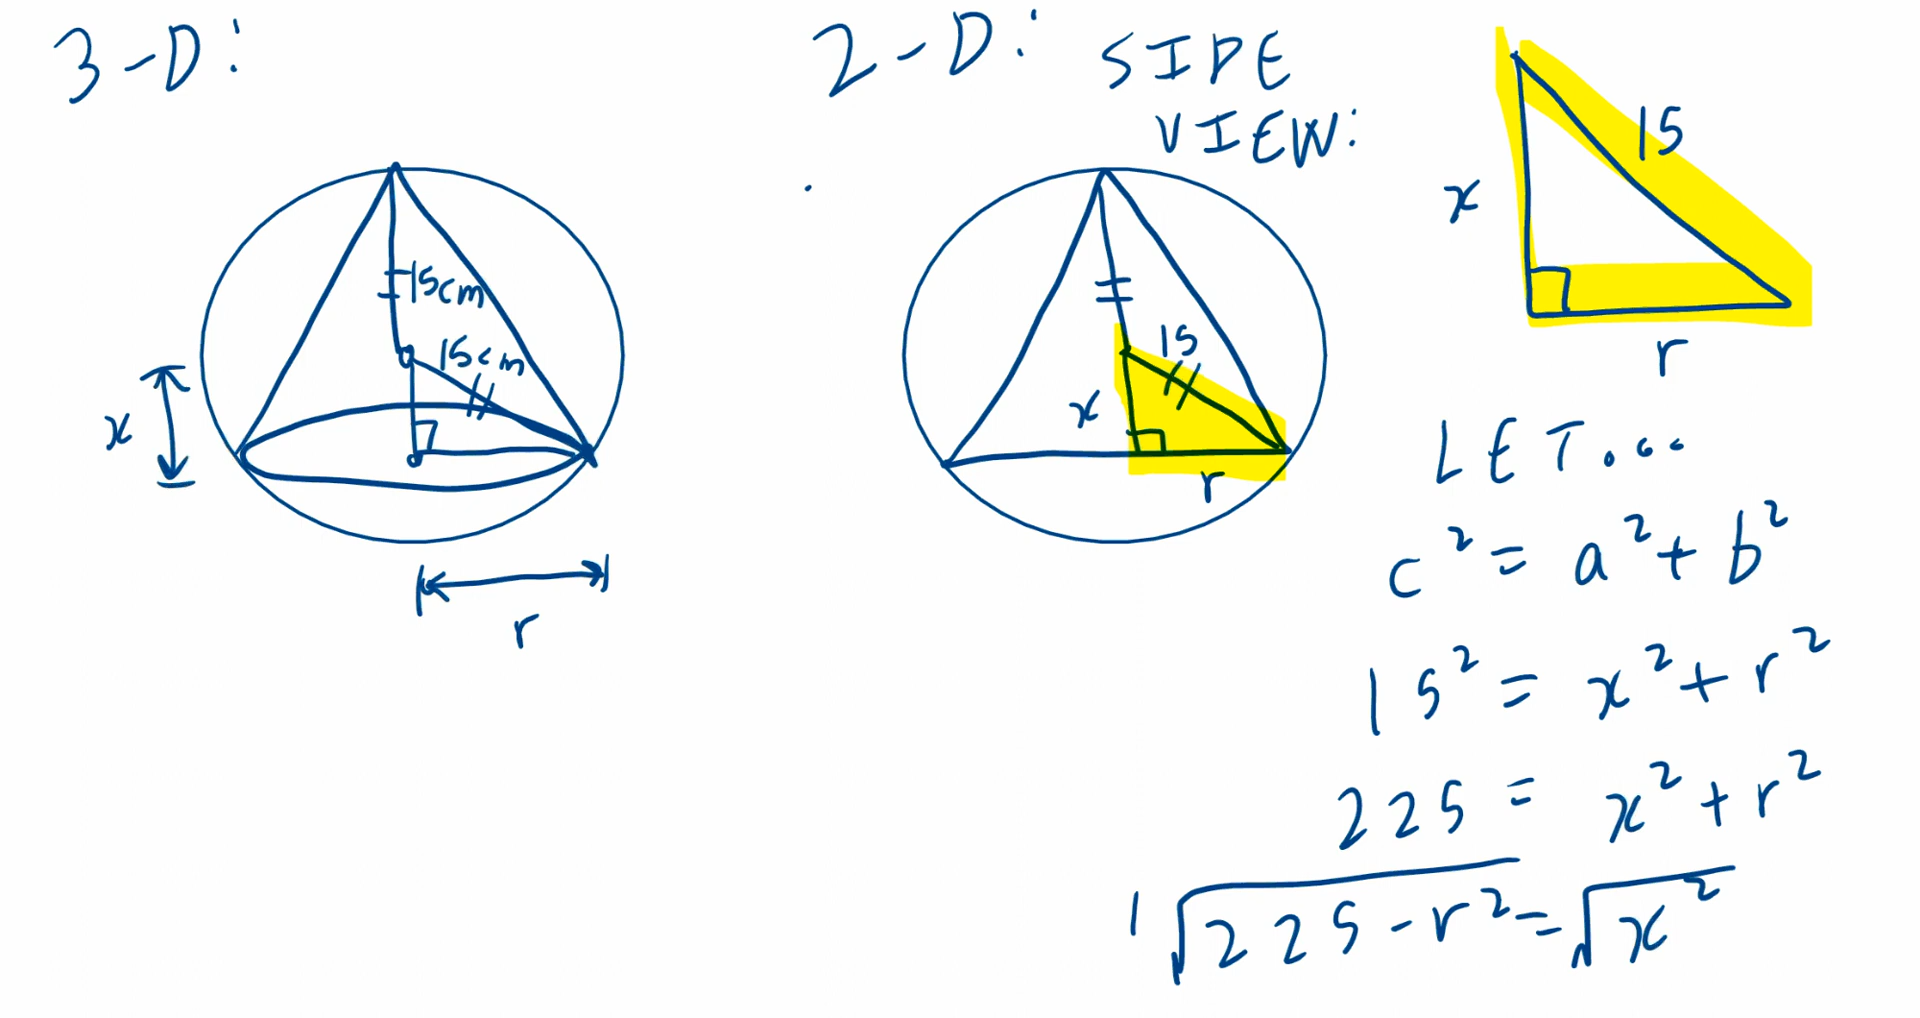 3-D:
15cm
15cm
x
r
2-D: SIDE
VIEW:
15
x
r
15
x
r
LET...
c² = a² + b²
15² = x² + r²
225 = x² + r²
1 √225 - r² = √x²